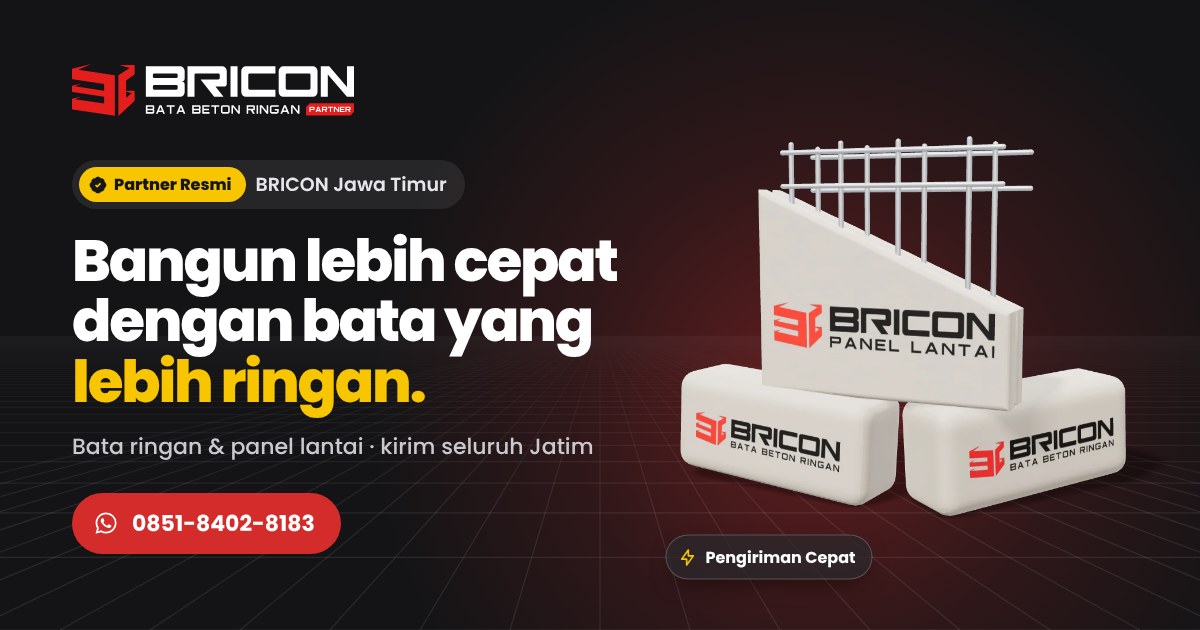 BRICON
BATA BETON RINGAN PARTNER
Partner Resmi BRICON Jawa Timur
Bangun lebih cepat
dengan bata yang
lebih ringan.
Bata ringan & panel lantai · kirim seluruh Jatim
0851-8402-8183
BRICON
PANEL LANTAI
BRICON
BATA BETON RINGAN
BRICON
BATA BETON RINGAN
Pengiriman Cepat